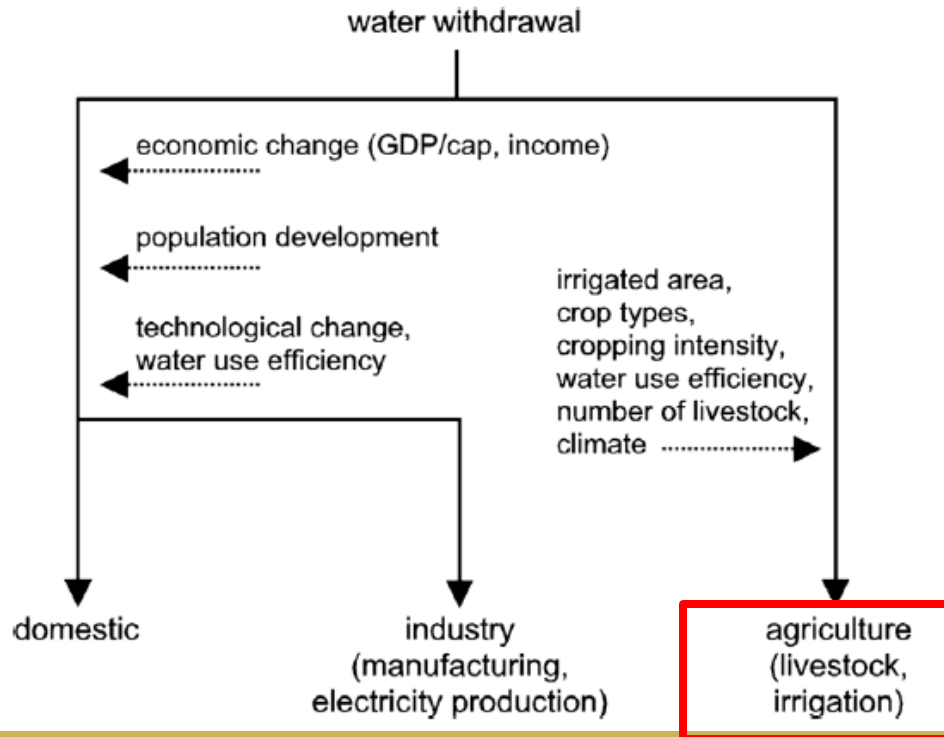 water withdrawal
economic change (GDP/cap, income)
population development
technological change,
water use efficiency
irrigated area,
crop types,
cropping intensity,
water use efficiency,
number of livestock,
climate
domestic
industry
(manufacturing,
electricity production)
agriculture
(livestock,
irrigation)